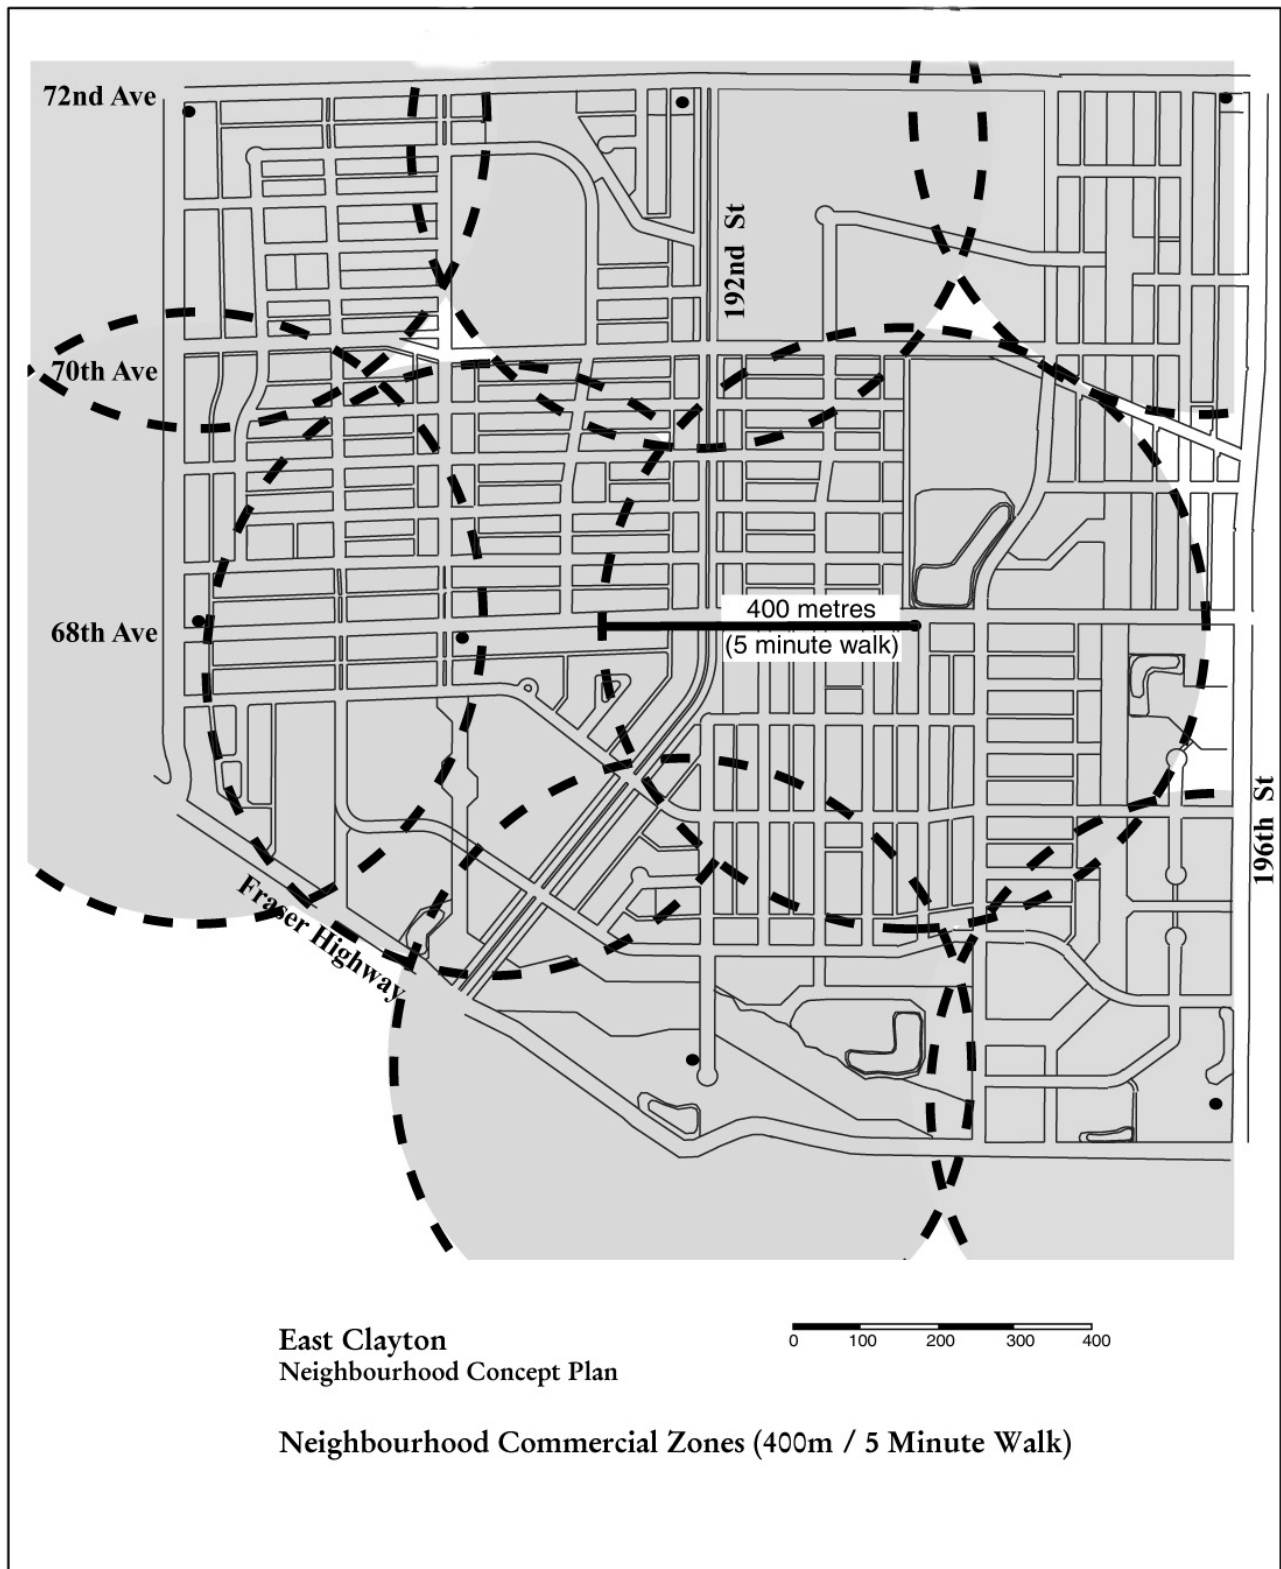 72nd Ave
192nd St
70th Ave
400 metres
68th Ave
(5 minute walk)
196th St
Fraser Highway
East Clayton
0 100 200 300 400
Neighbourhood Concept Plan
Neighbourhood Commercial Zones (400m / 5 Minute Walk)